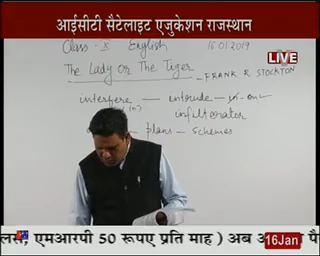 आईसीटी सैटेलाइट एजुकेशन राजस्थान
Class - X English 16.01.2019
LIVE
The Lady or The Tiger - FRANK R STOCKTON
interfere — intrude —
infiltrator
plans - schemes
लस, एमआरपी 50 रूपए प्रति माह ) अब
16Jan